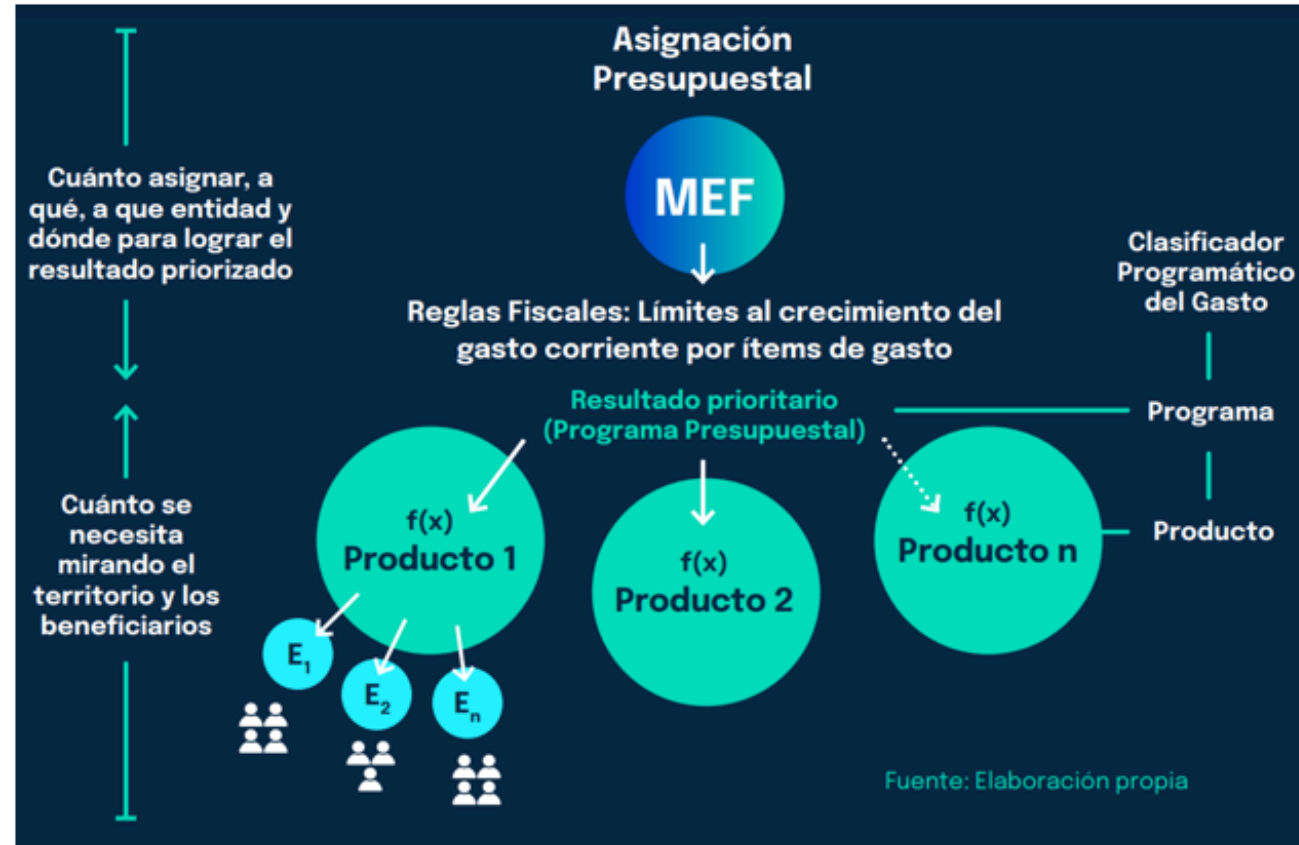 Asignación
Presupuestal
MEF
Cuánto asignar, a
qué, a que entidad y
dónde para lograr el
resultado priorizado
Clasificador
Programático
del Gasto
Reglas Fiscales: Límites al crecimiento del
gasto corriente por ítems de gasto
Resultado prioritario
(Programa Presupuestal)
Programa
Cuánto se
necesita
mirando el
territorio y los
beneficiarios
f(x)
Producto 1
f(x)
Producto 2
f(x)
Producto n
Producto
E₁
E₂
Eₙ
Fuente: Elaboración propia